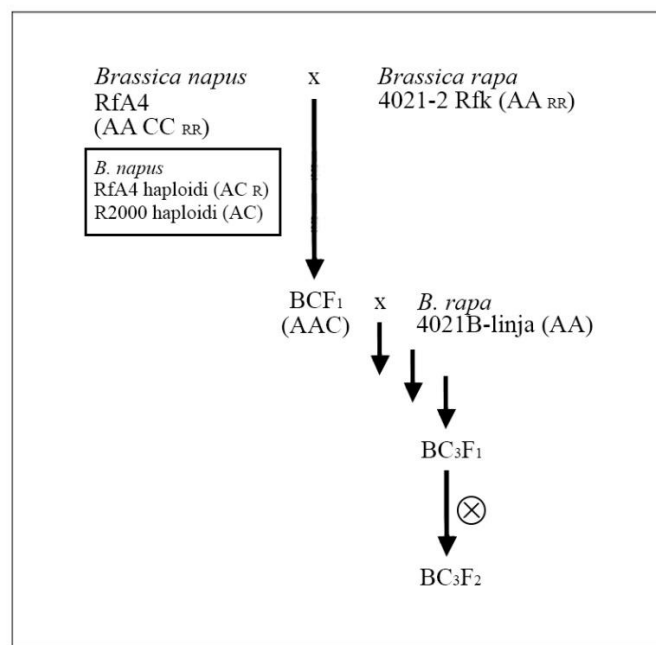 Brassica napus x Brassica rapa
RfA4 4021-2 Rfk (AA RR)
(AA CC RR)
B. napus
RfA4 haploidi (AC R)
R2000 haploidi (AC)
BCF1 x B. rapa
(AAC) 4021B-linja (AA)
BC3F1
BC3F2